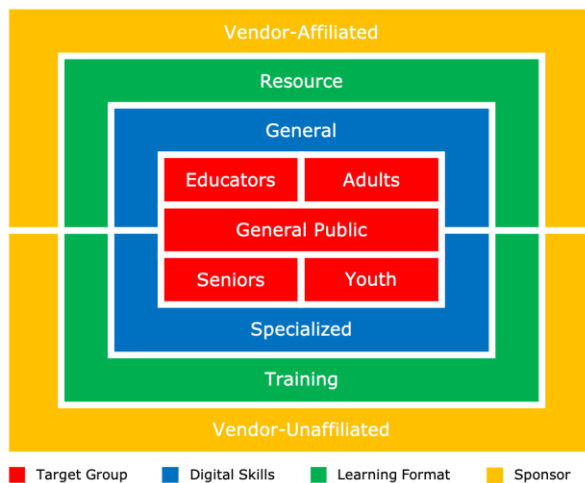 Vendor-Affiliated
Resource
General
Educators Adults
General Public
Seniors Youth
Specialized
Training
Vendor-Unaffiliated
Target Group Digital Skills Learning Format Sponsor